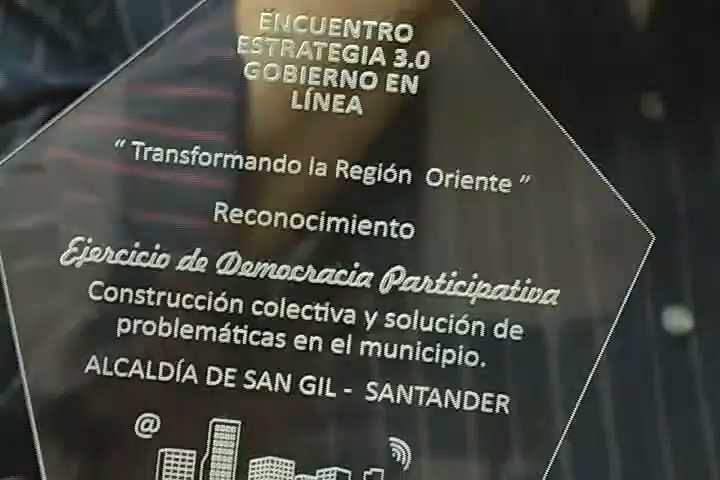 ENCUENTRO
ESTRATEGIA 3.0
GOBIERNO EN
LÍNEA
“ Transformando la Región Oriente ”
Reconocimiento
Ejercicio de Democracia Participativa
Construcción colectiva y solución de
problemáticas en el municipio.
ALCALDÍA DE SAN GIL - SANTANDER
@